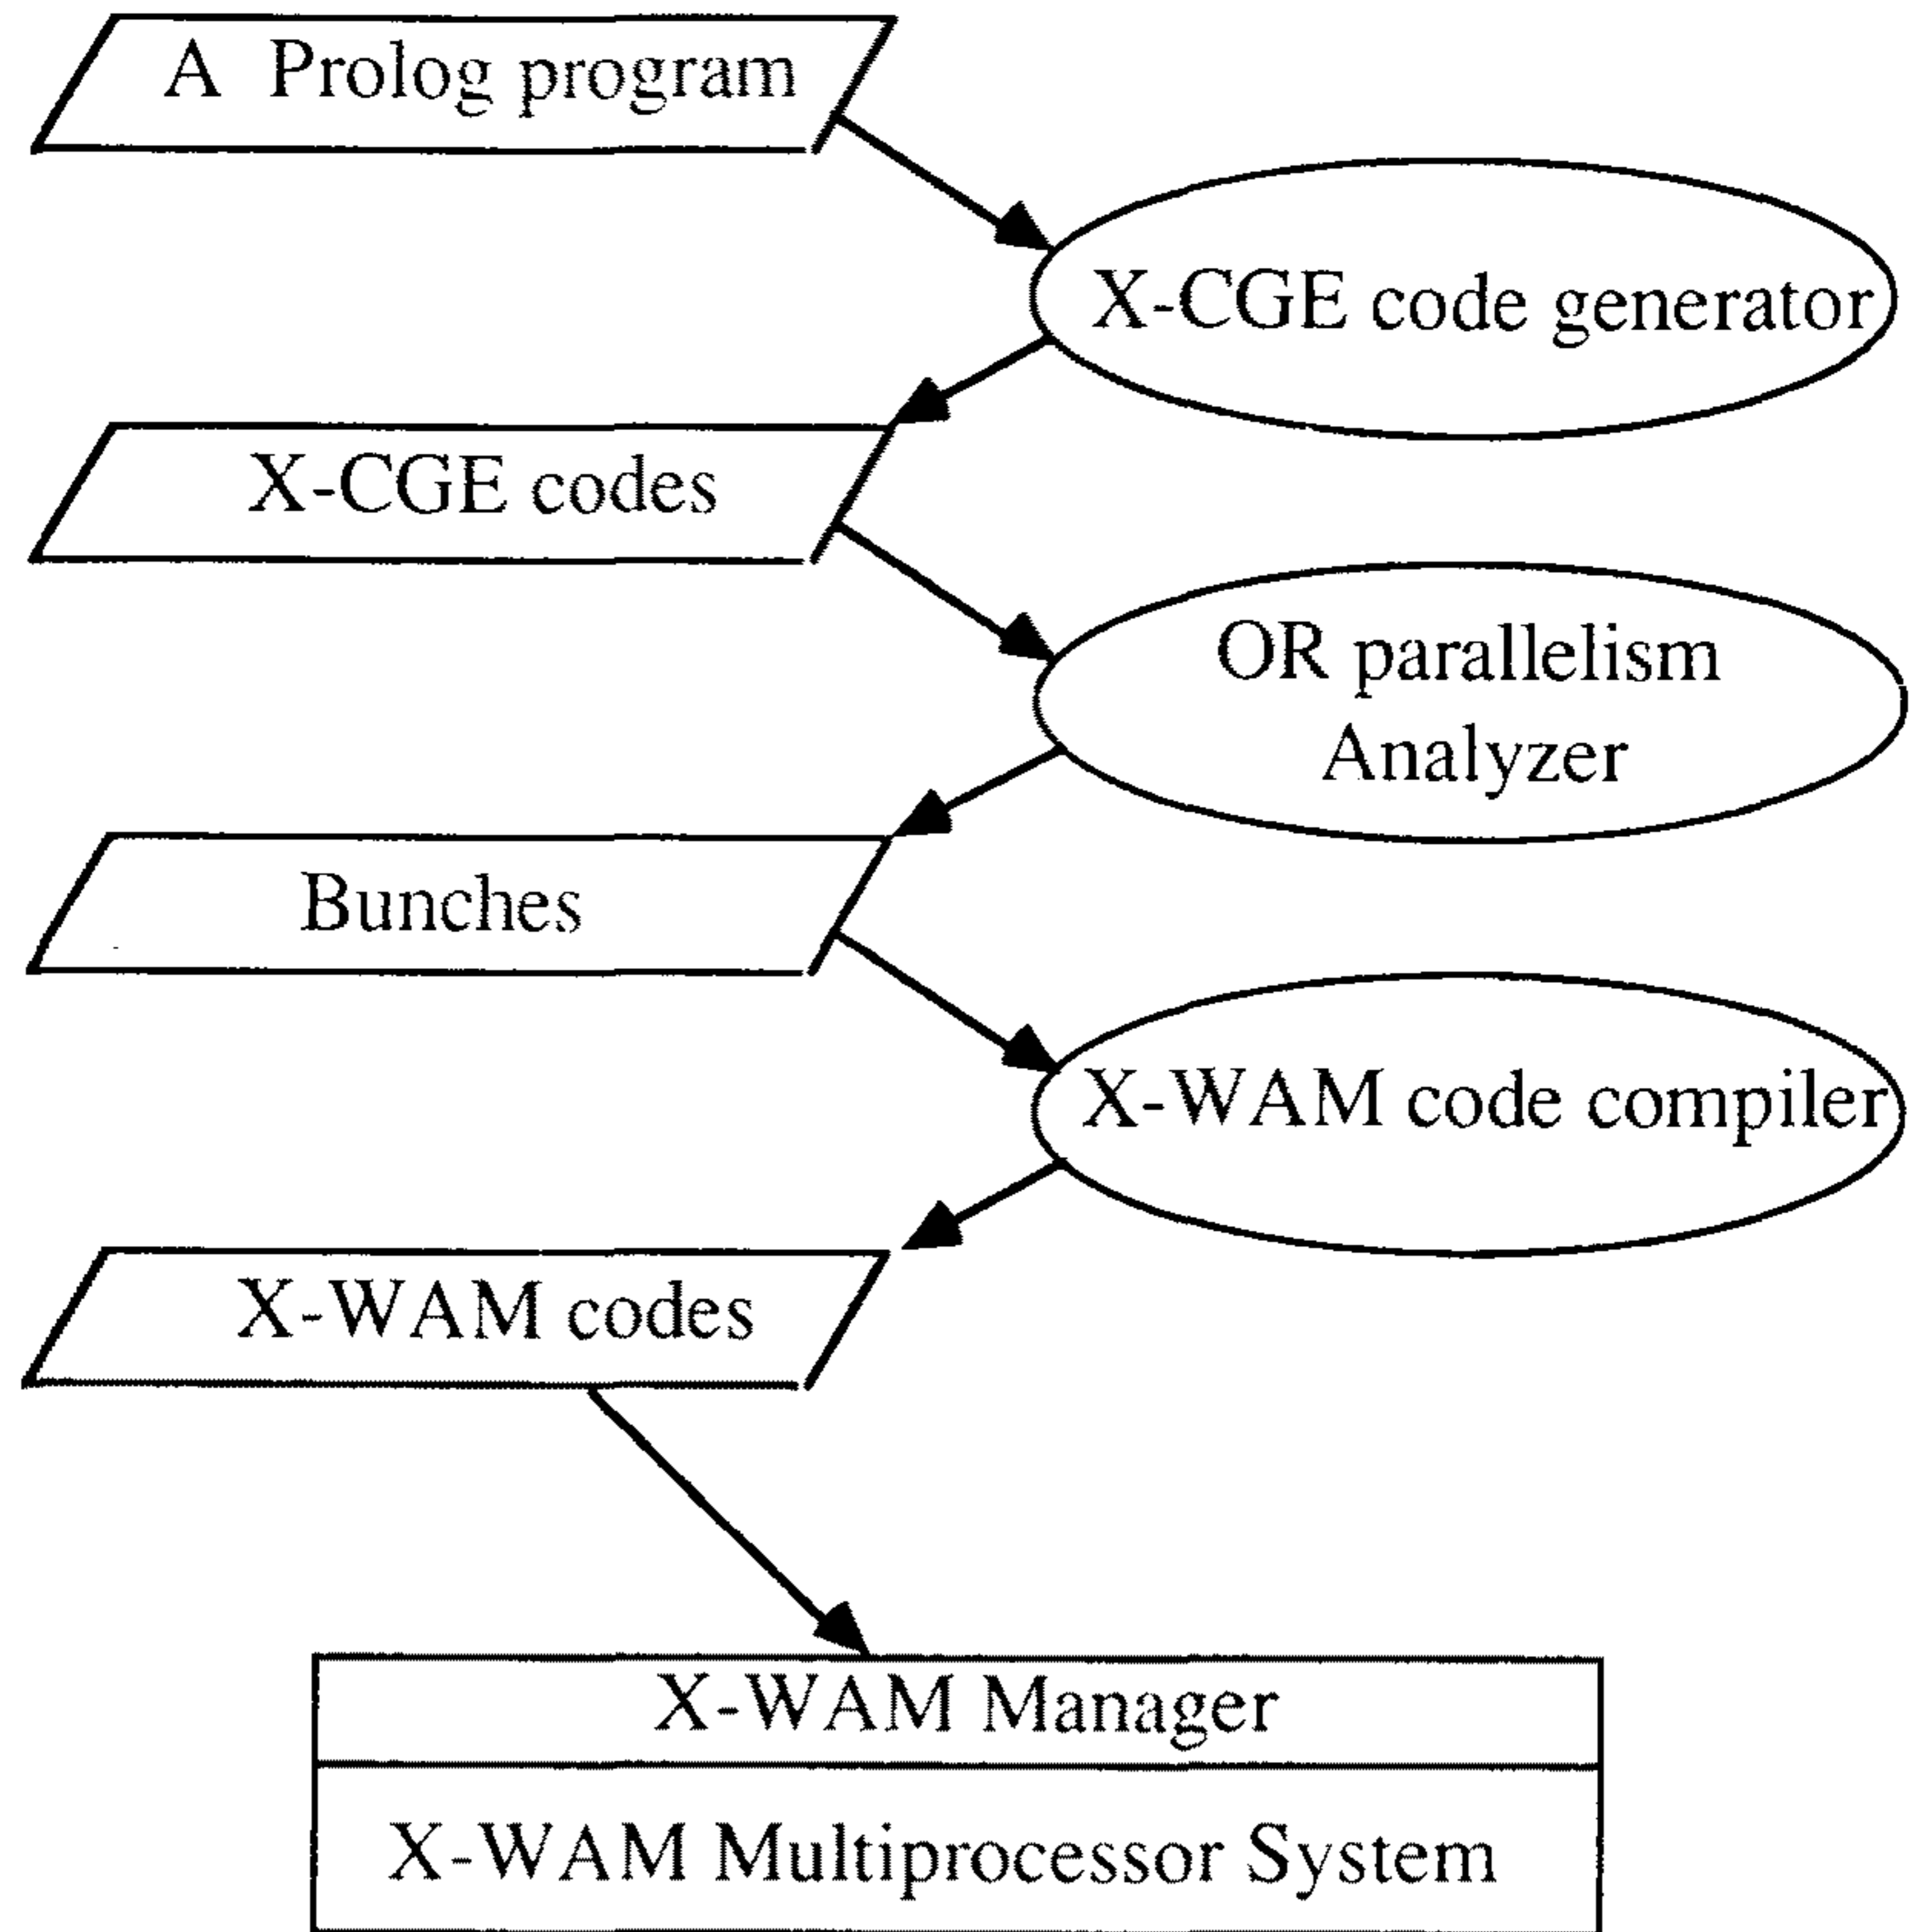 A Prolog program
X-CGE code generator
X-CGE codes
OR parallelism
Analyzer
Bunches
X-WAM code compiler
X-WAM codes
X-WAM Manager
X-WAM Multiprocessor System